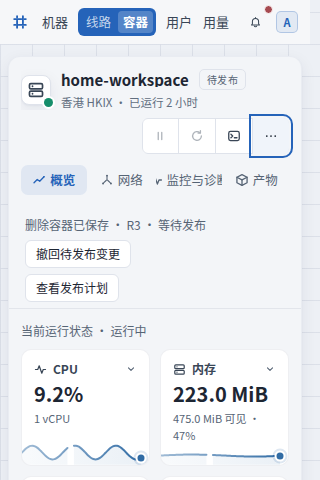 机器 线路 容器 用户 用量 A
home-workspace 待发布
香港 HKIX · 已运行 2 小时
概览 网络 监控与诊断 产物
删除容器已保存 · R3 · 等待发布
撤回待发布变更
查看发布计划
当前运行状态 · 运行中
CPU 内存
9.2% 223.0 MiB
1 vCPU 475.0 MiB 可见 ·
47%